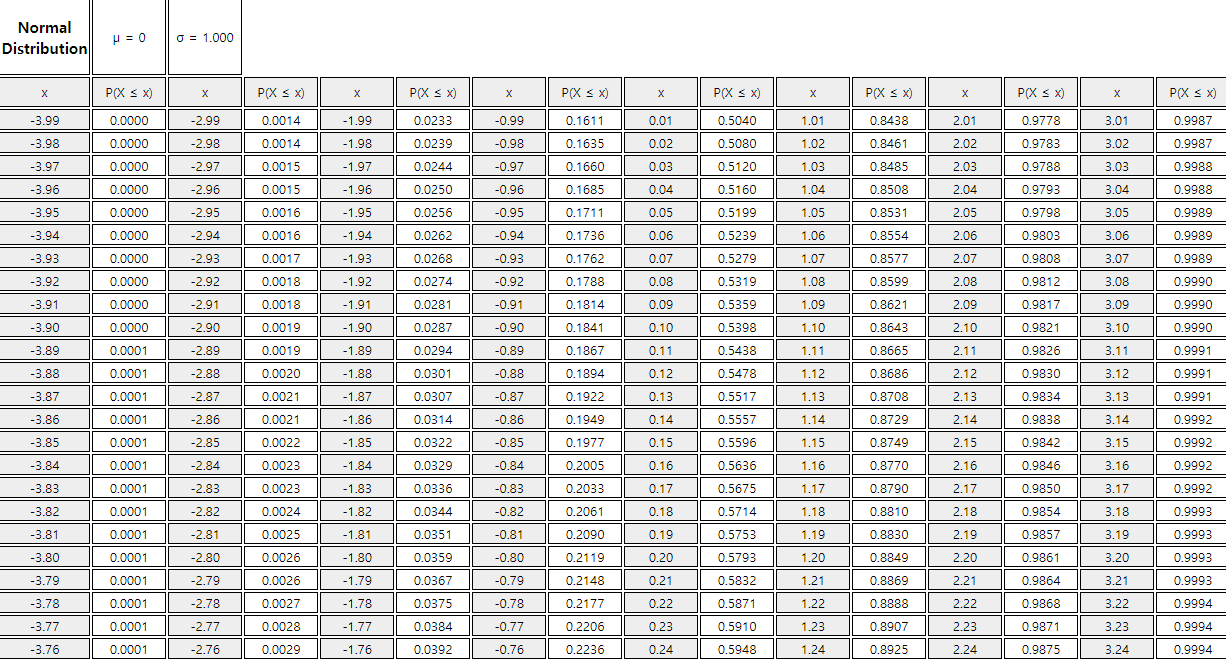 Normal
Distribution μ = 0 σ = 1.000
x P(X ≤ x) x P(X ≤ x) x P(X ≤ x) x P(X ≤ x) x P(X ≤ x) x P(X ≤ x) x P(X ≤ x) x P(X ≤ x)
-3.99 0.0000 -2.99 0.0014 -1.99 0.0233 -0.99 0.1611 0.01 0.5040 1.01 0.8438 2.01 0.9778 3.01 0.9987
-3.98 0.0000 -2.98 0.0014 -1.98 0.0239 -0.98 0.1635 0.02 0.5080 1.02 0.8461 2.02 0.9783 3.02 0.9987
-3.97 0.0000 -2.97 0.0015 -1.97 0.0244 -0.97 0.1660 0.03 0.5120 1.03 0.8485 2.03 0.9788 3.03 0.9988
-3.96 0.0000 -2.96 0.0015 -1.96 0.0250 -0.96 0.1685 0.04 0.5160 1.04 0.8508 2.04 0.9793 3.04 0.9988
-3.95 0.0000 -2.95 0.0016 -1.95 0.0256 -0.95 0.1711 0.05 0.5199 1.05 0.8531 2.05 0.9798 3.05 0.9989
-3.94 0.0000 -2.94 0.0016 -1.94 0.0262 -0.94 0.1736 0.06 0.5239 1.06 0.8554 2.06 0.9803 3.06 0.9989
-3.93 0.0000 -2.93 0.0017 -1.93 0.0268 -0.93 0.1762 0.07 0.5279 1.07 0.8577 2.07 0.9808 3.07 0.9989
-3.92 0.0000 -2.92 0.0018 -1.92 0.0274 -0.92 0.1788 0.08 0.5319 1.08 0.8599 2.08 0.9812 3.08 0.9990
-3.91 0.0000 -2.91 0.0018 -1.91 0.0281 -0.91 0.1814 0.09 0.5359 1.09 0.8621 2.09 0.9817 3.09 0.9990
-3.90 0.0000 -2.90 0.0019 -1.90 0.0287 -0.90 0.1841 0.10 0.5398 1.10 0.8643 2.10 0.9821 3.10 0.9990
-3.89 0.0001 -2.89 0.0019 -1.89 0.0294 -0.89 0.1867 0.11 0.5438 1.11 0.8665 2.11 0.9826 3.11 0.9991
-3.88 0.0001 -2.88 0.0020 -1.88 0.0301 -0.88 0.1894 0.12 0.5478 1.12 0.8686 2.12 0.9830 3.12 0.9991
-3.87 0.0001 -2.87 0.0021 -1.87 0.0307 -0.87 0.1922 0.13 0.5517 1.13 0.8708 2.13 0.9834 3.13 0.9991
-3.86 0.0001 -2.86 0.0021 -1.86 0.0314 -0.86 0.1949 0.14 0.5557 1.14 0.8729 2.14 0.9838 3.14 0.9992
-3.85 0.0001 -2.85 0.0022 -1.85 0.0322 -0.85 0.1977 0.15 0.5596 1.15 0.8749 2.15 0.9842 3.15 0.9992
-3.84 0.0001 -2.84 0.0023 -1.84 0.0329 -0.84 0.2005 0.16 0.5636 1.16 0.8770 2.16 0.9846 3.16 0.9992
-3.83 0.0001 -2.83 0.0023 -1.83 0.0336 -0.83 0.2033 0.17 0.5675 1.17 0.8790 2.17 0.9850 3.17 0.9992
-3.82 0.0001 -2.82 0.0024 -1.82 0.0344 -0.82 0.2061 0.18 0.5714 1.18 0.8810 2.18 0.9854 3.18 0.9993
-3.81 0.0001 -2.81 0.0025 -1.81 0.0351 -0.81 0.2090 0.19 0.5753 1.19 0.8830 2.19 0.9857 3.19 0.9993
-3.80 0.0001 -2.80 0.0026 -1.80 0.0359 -0.80 0.2119 0.20 0.5793 1.20 0.8849 2.20 0.9861 3.20 0.9993
-3.79 0.0001 -2.79 0.0026 -1.79 0.0367 -0.79 0.2148 0.21 0.5832 1.21 0.8869 2.21 0.9864 3.21 0.9993
-3.78 0.0001 -2.78 0.0027 -1.78 0.0375 -0.78 0.2177 0.22 0.5871 1.22 0.8888 2.22 0.9868 3.22 0.9994
-3.77 0.0001 -2.77 0.0028 -1.77 0.0384 -0.77 0.2206 0.23 0.5910 1.23 0.8907 2.23 0.9871 3.23 0.9994
-3.76 0.0001 -2.76 0.0029 -1.76 0.0392 -0.76 0.2236 0.24 0.5948 1.24 0.8925 2.24 0.9875 3.24 0.9994